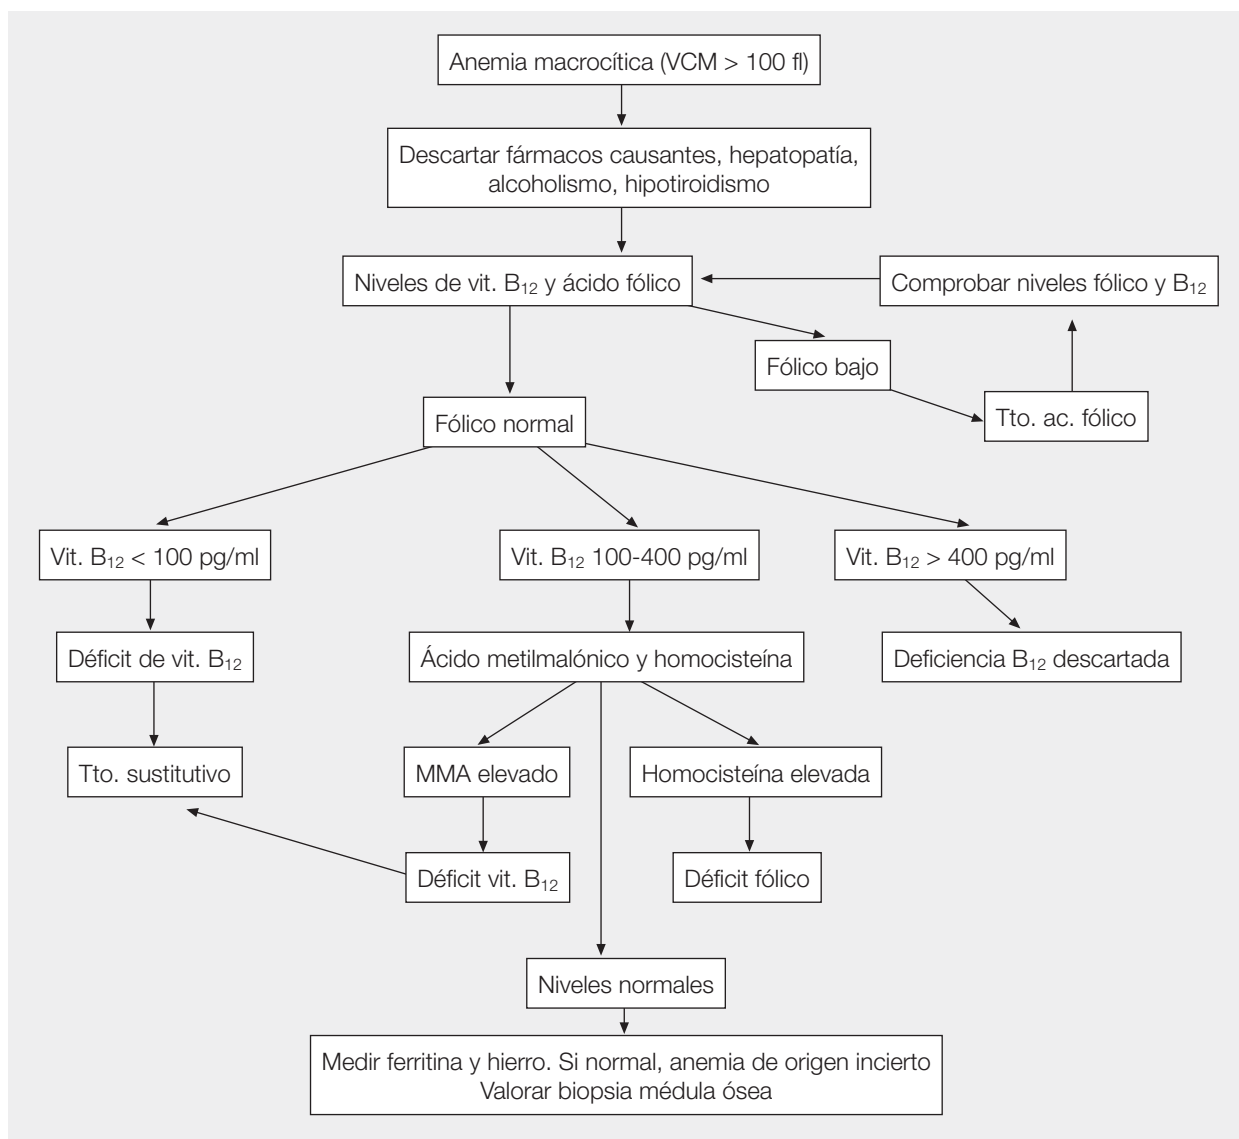 Anemia macrocítica (VCM > 100 fl)
Descartar fármacos causantes, hepatopatía,
alcoholismo, hipotiroidismo
Niveles de vit. B₁₂ y ácido fólico
Comprobar niveles fólico y B₁₂
Fólico bajo
Tto. ac. fólico
Fólico normal
Vit. B₁₂ < 100 pg/ml
Vit. B₁₂ 100-400 pg/ml
Vit. B₁₂ > 400 pg/ml
Déficit de vit. B₁₂
Ácido metilmalónico y homocisteína
Deficiencia B₁₂ descartada
Tto. sustitutivo
MMA elevado
Homocisteína elevada
Déficit vit. B₁₂
Déficit fólico
Niveles normales
Medir ferritina y hierro. Si normal, anemia de origen incierto
Valorar biopsia médula ósea